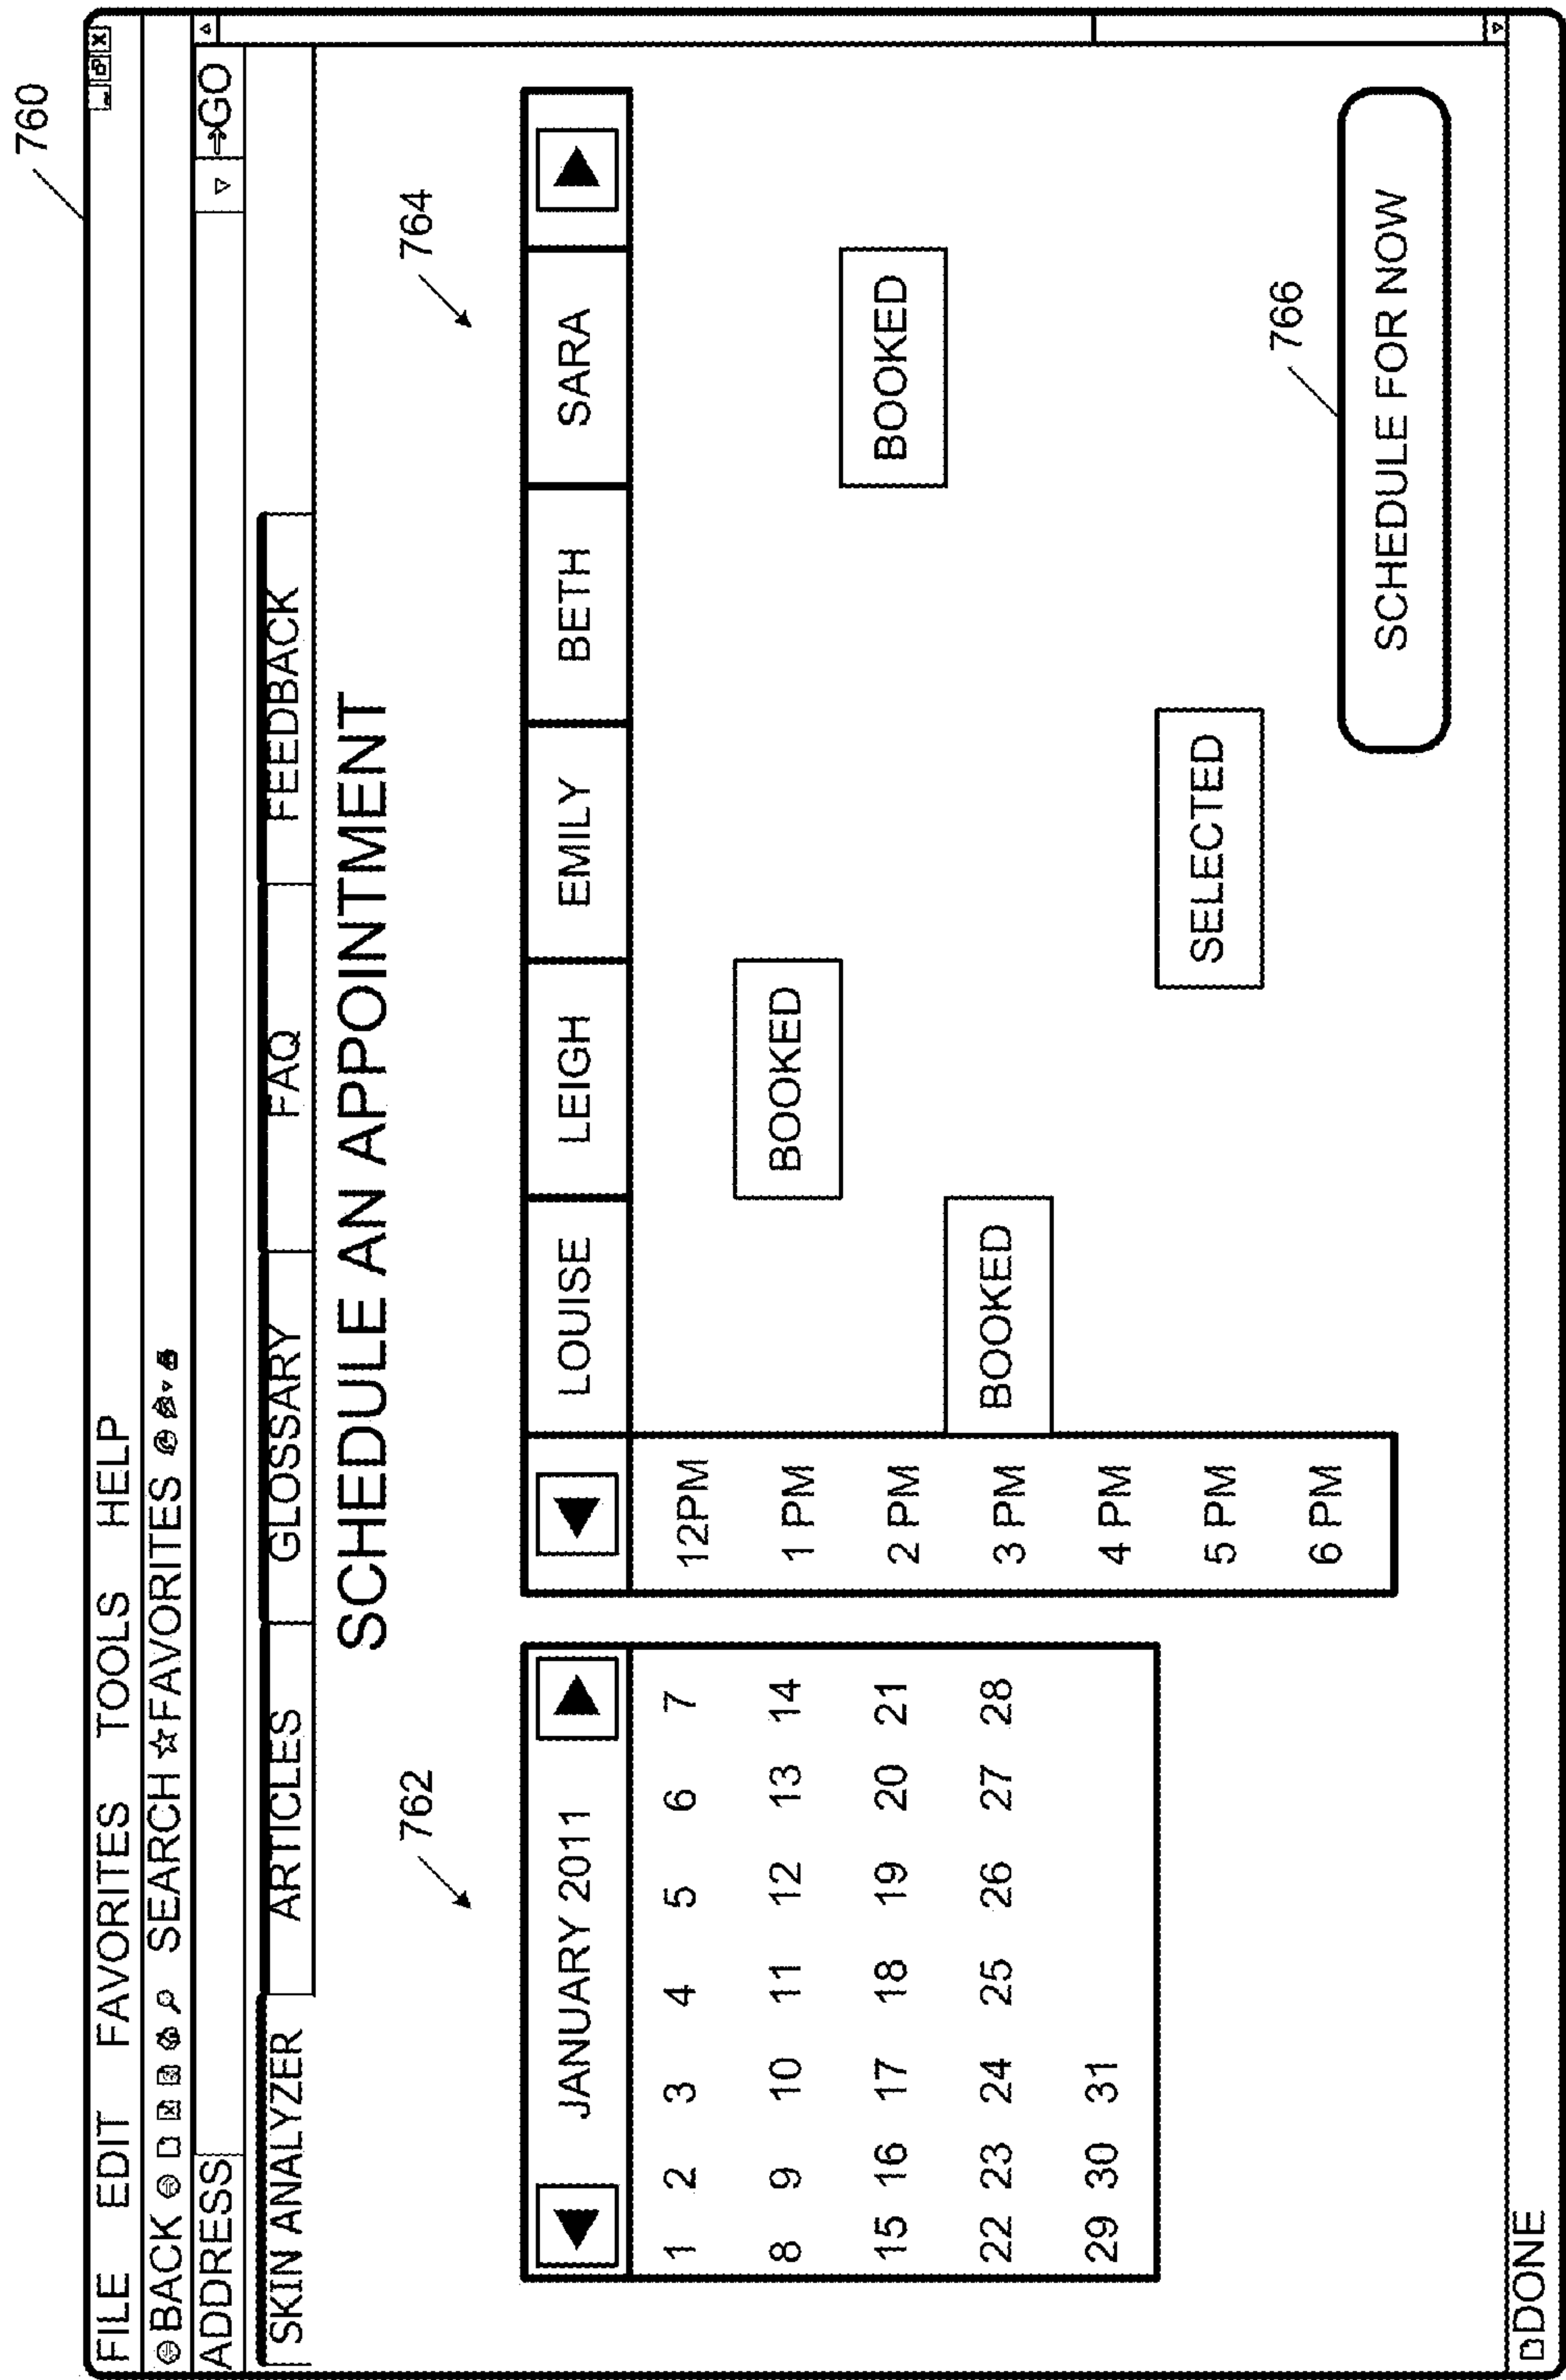 760
FILE EDIT FAVORITES TOOLS HELP
BACK SEARCH FAVORITES
ADDRESS GO
SKIN ANALYZER ARTICLES GLOSSARY FAQ FEEDBACK
SCHEDULE AN APPOINTMENT
762 764
JANUARY 2011 LOUISE LEIGH EMILY BETH SARA
1 2 3 4 5 6 7 12PM
8 9 10 11 12 13 14 1 PM BOOKED
15 16 17 18 19 20 21 2 PM BOOKED
22 23 24 25 26 27 28 3 PM BOOKED
29 30 31 4 PM
5 PM SELECTED
766
6 PM
SCHEDULE FOR NOW
DONE